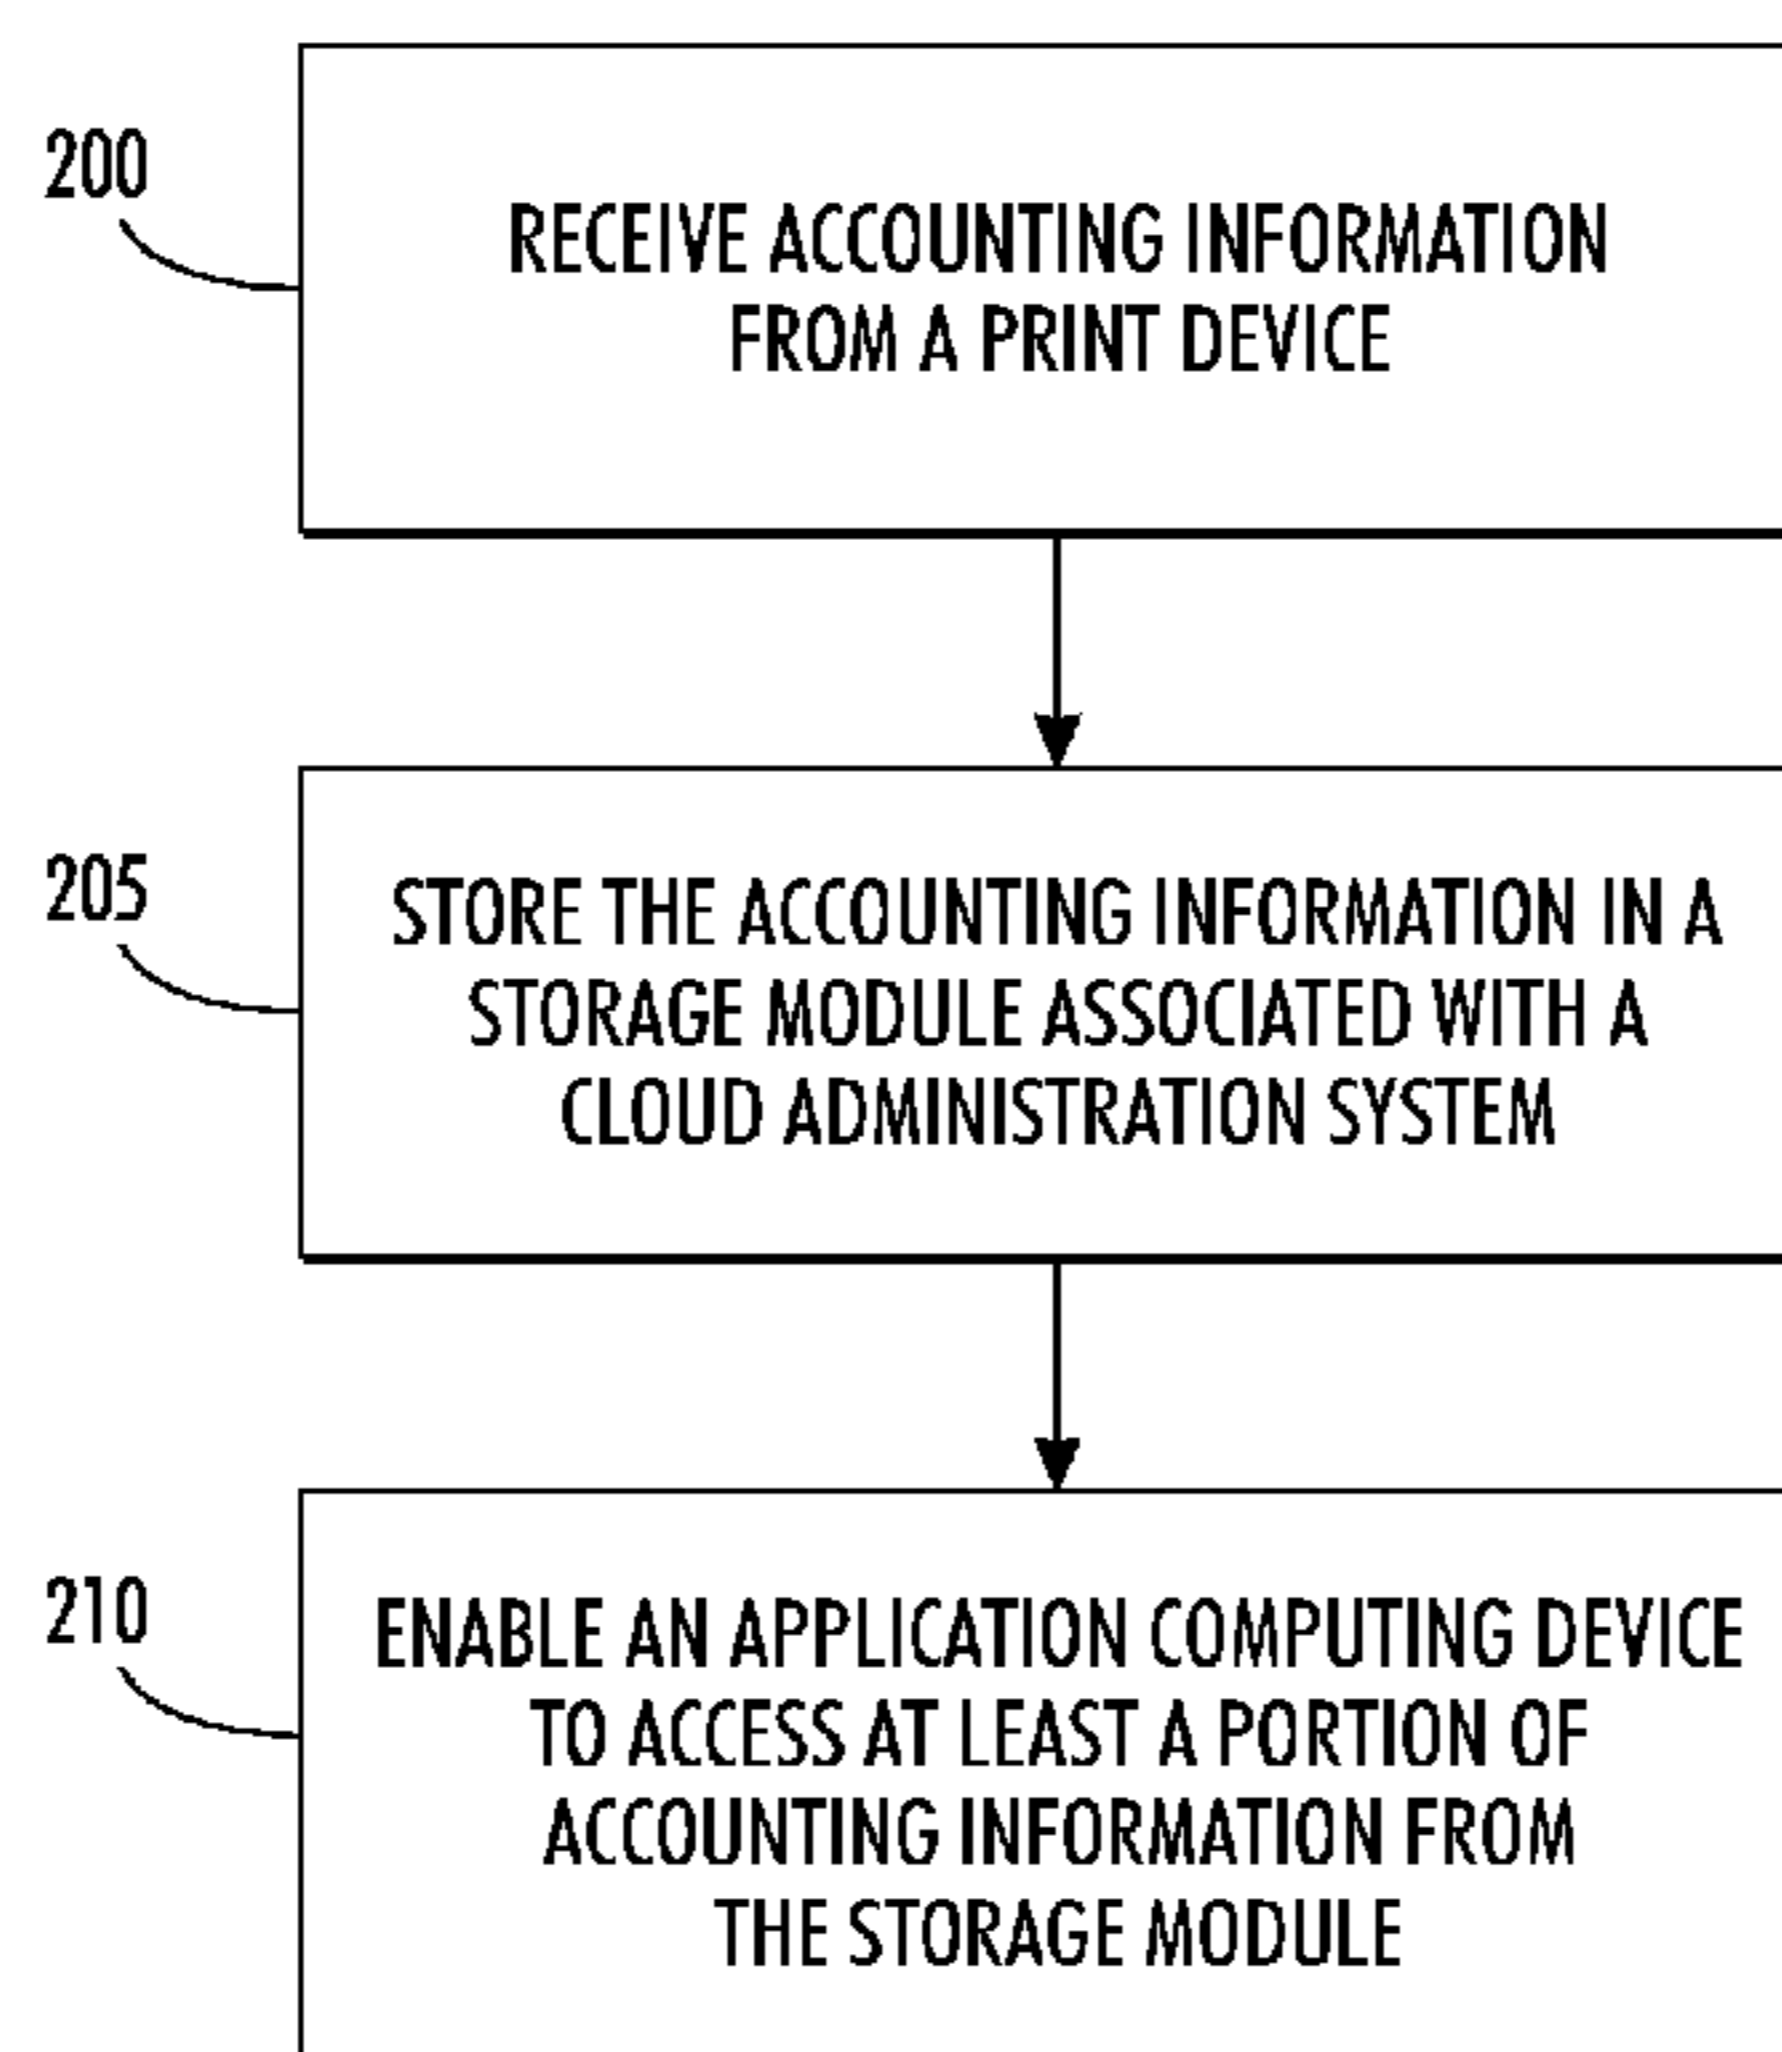 200
RECEIVE ACCOUNTING INFORMATION
FROM A PRINT DEVICE
205
STORE THE ACCOUNTING INFORMATION IN A
STORAGE MODULE ASSOCIATED WITH A
CLOUD ADMINISTRATION SYSTEM
210
ENABLE AN APPLICATION COMPUTING DEVICE
TO ACCESS AT LEAST A PORTION OF
ACCOUNTING INFORMATION FROM
THE STORAGE MODULE